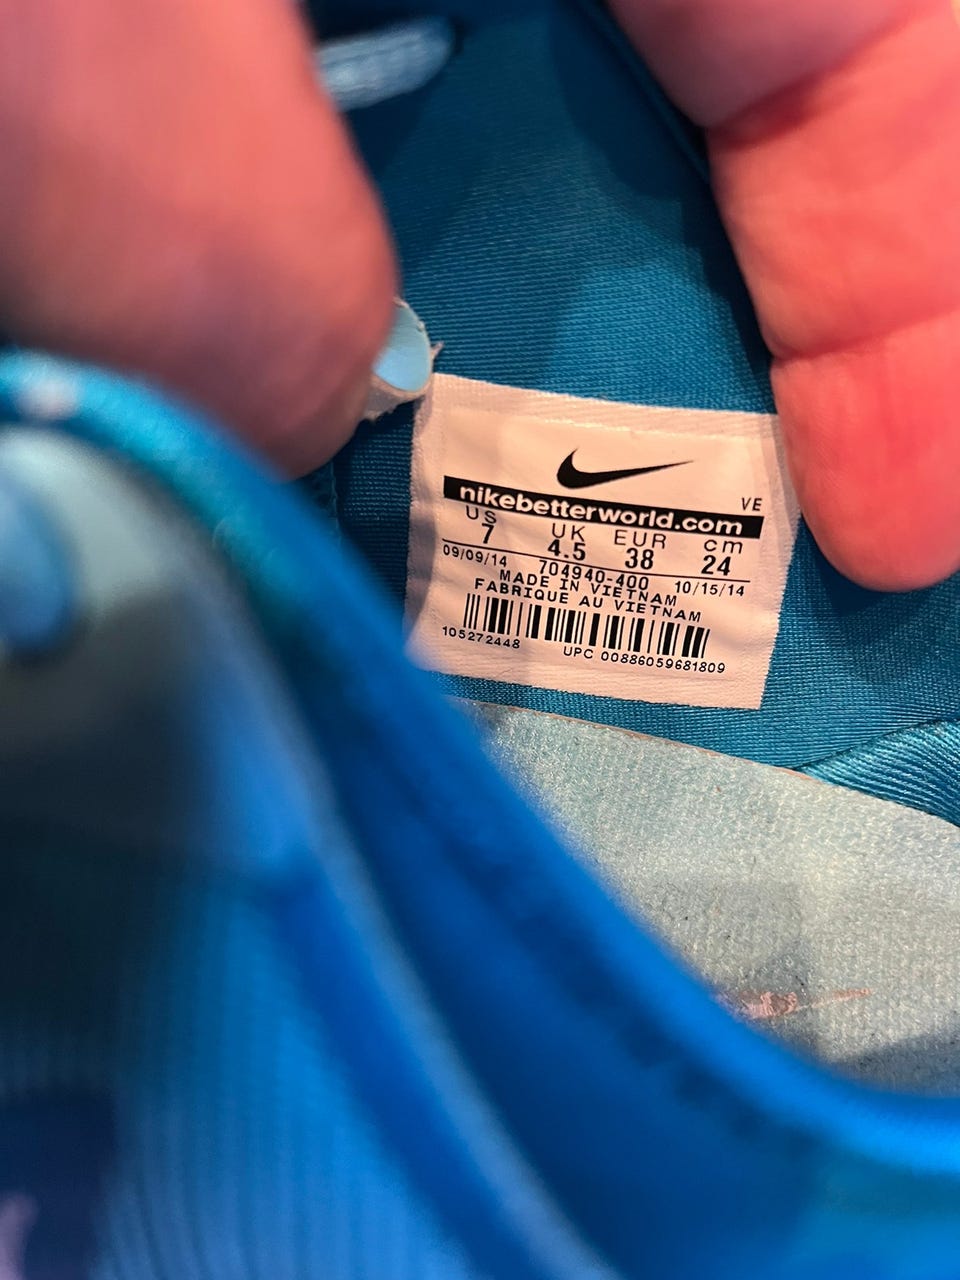 nikebetterworld.com VE
US UK EUR cm
7 4.5 38 24
09/09/14 704940-400 10/15/14
MADE IN VIETNAM
FABRIQUE AU VIETNAM
105272448 UPC 00886059681809